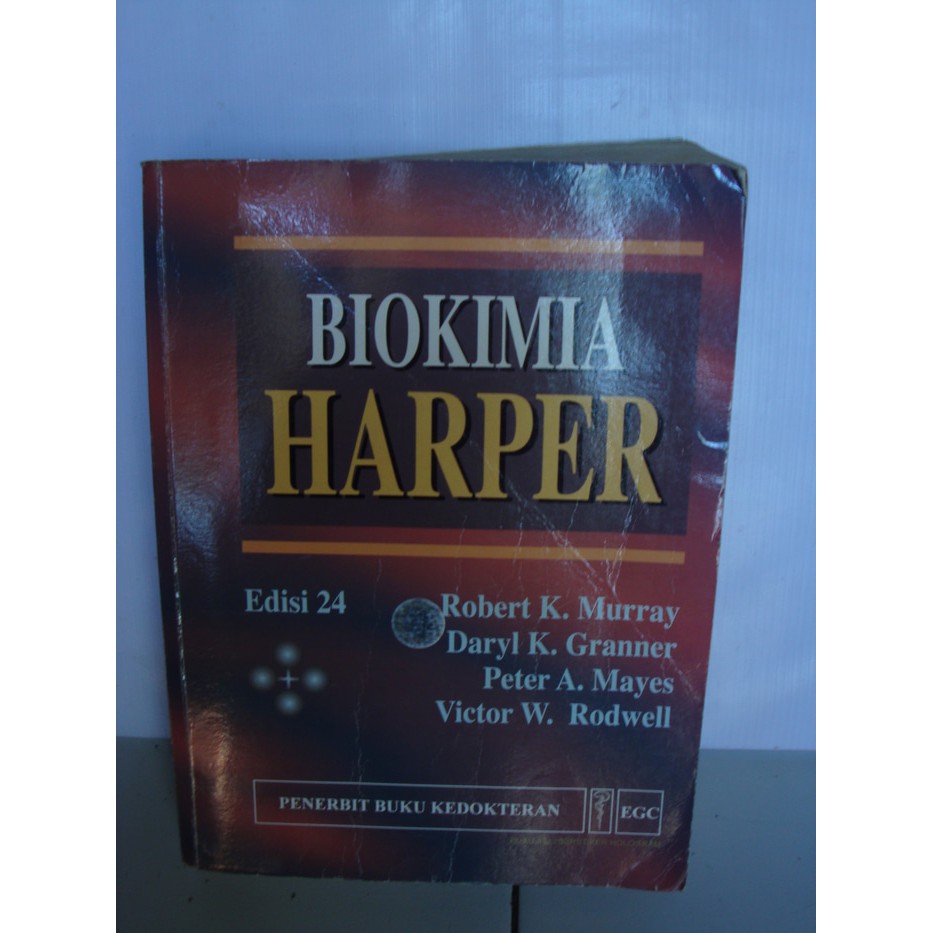 BIOKIMIA
HARPER
Edisi 24
Robert K. Murray
Daryl K. Granner
Peter A. Mayes
Victor W. Rodwell
PENERBIT BUKU KEDOKTERAN
EGC